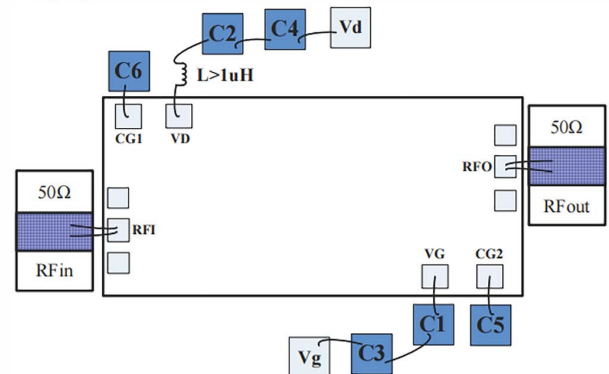 C2
C4
Vd
C6
L>1uH
CG1
VD
50Ω
RFO
RFout
50Ω
RFI
RFin
VG
CG2
C1
C5
Vg
C3